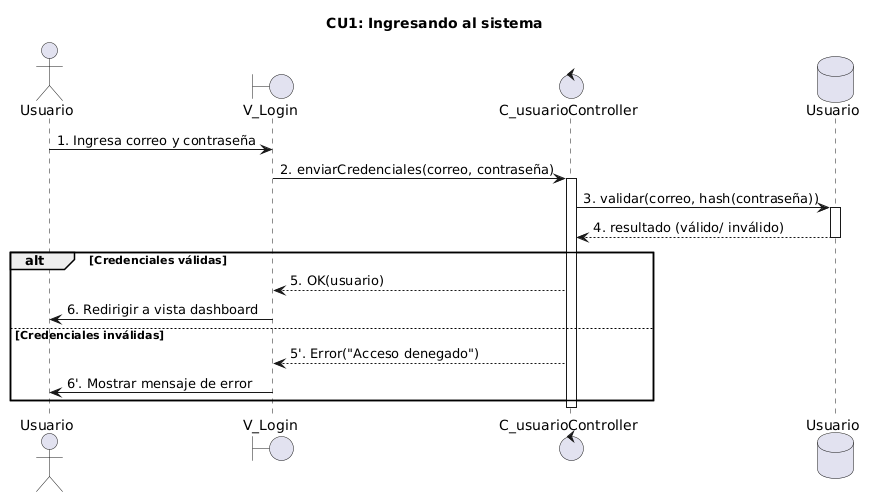 CU1: Ingresando al sistema
Usuario
V_Login
C_usuarioController
Usuario
1. Ingresa correo y contraseña
2. enviarCredenciales(correo, contraseña)
3. validar(correo, hash(contraseña))
4. resultado (válido/ inválido)
alt
[Credenciales válidas]
5. OK(usuario)
6. Redirigir a vista dashboard
[Credenciales inválidas]
5'. Error("Acceso denegado")
6'. Mostrar mensaje de error
Usuario
V_Login
C_usuarioController
Usuario